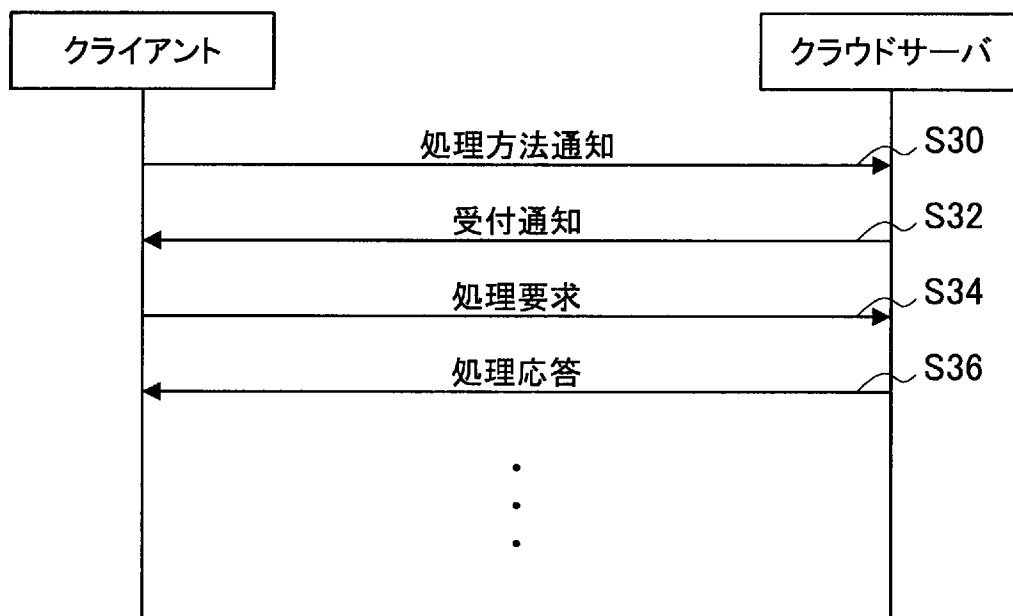 クライアント
クラウドサーバ
処理方法通知
S30
受付通知
S32
処理要求
S34
処理応答
S36